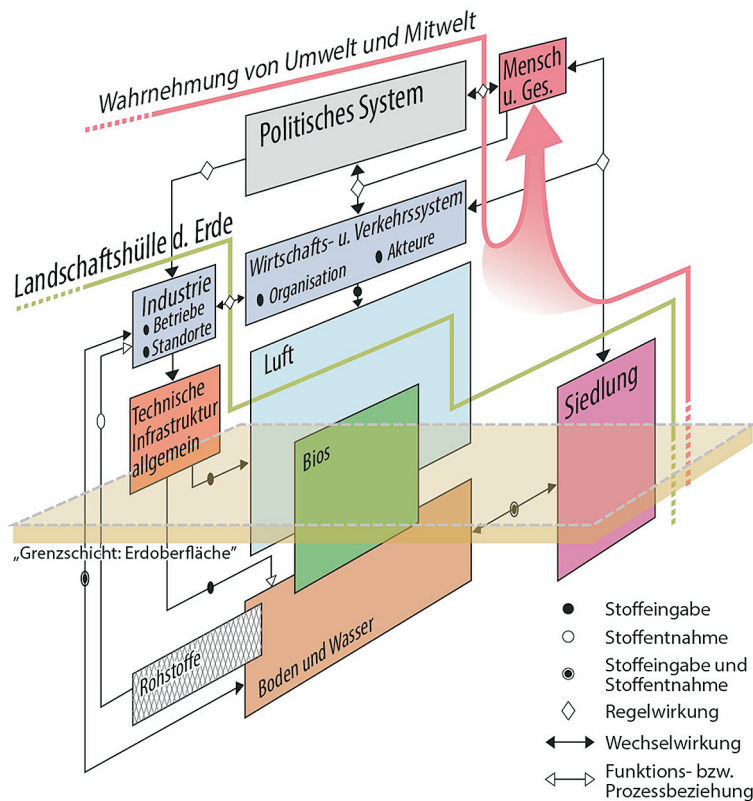 Wahrnehmung von Umwelt und Mitwelt
Mensch
u. Ges.
Politisches System
Landschaftshülle d. Erde
Wirtschafts- u. Verkehrssystem
● Organisation
● Akteure
Industrie
● Betriebe
● Standorte
Luft
Technische
Infrastruktur
allgemein
Siedlung
Bios
„Grenzschicht: Erdoberfläche”
Boden und Wasser
Rohstoffe
Stoffeingabe
Stoffentnahme
Stoffeingabe und
Stoffentnahme
Regelwirkung
Wechselwirkung
Funktions- bzw.
Prozessbeziehung